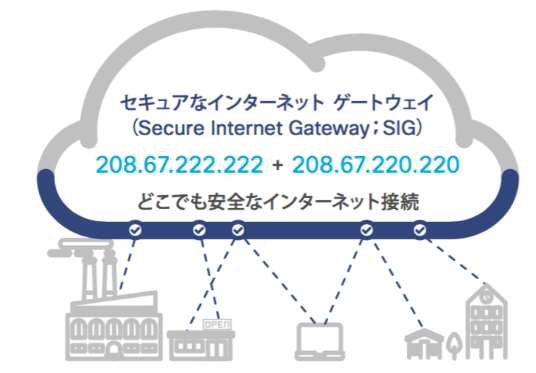 セキュアなインターネット ゲートウェイ
（Secure Internet Gateway；SIG）
208.67.222.222 + 208.67.220.220
どこでも安全なインターネット接続
OPEN